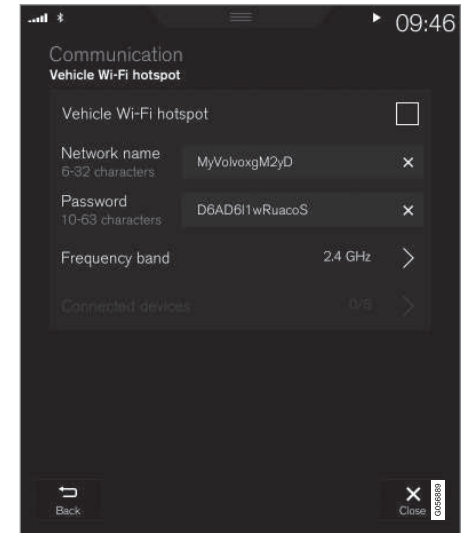 09:46
Communication
Vehicle Wi-Fi hotspot
Vehicle Wi-Fi hotspot
Network name
6-32 characters
MyVolvoxgM2yD
Password
10-63 characters
D6AD6l1wRuacoS
Frequency band
2.4 GHz
Connected devices
0/8
Back
Close
G056889